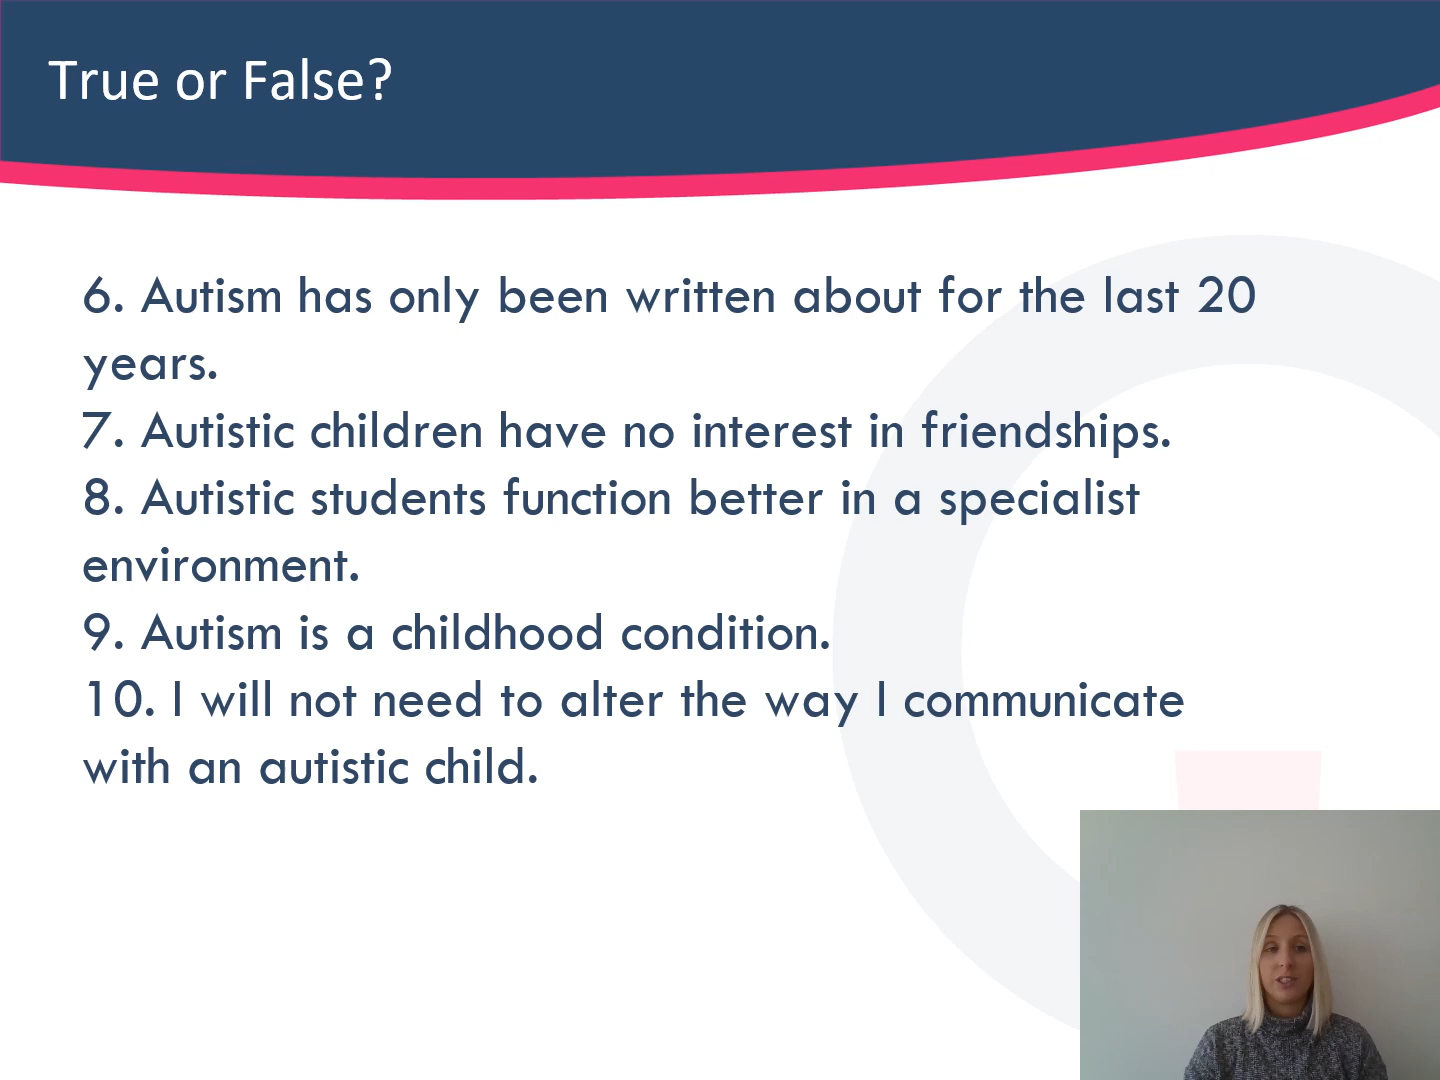 True or False?
6. Autism has only been written about for the last 20
years.
7. Autistic children have no interest in friendships.
8. Autistic students function better in a specialist
environment.
9. Autism is a childhood condition.
10. I will not need to alter the way I communicate
with an autistic child.